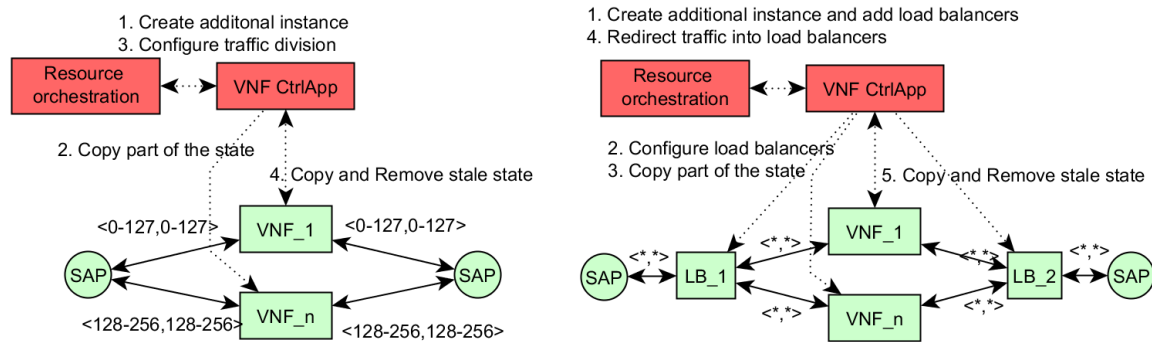 1. Create additonal instance
3. Configure traffic division
Resource
orchestration
VNF CtrlApp
2. Copy part of the state
4. Copy and Remove stale state
<0-127,0-127>
VNF_1
<0-127,0-127>
SAP
SAP
VNF_n
<128-256,128-256>
<128-256,128-256>
1. Create additional instance and add load balancers
4. Redirect traffic into load balancers
Resource
orchestration
VNF CtrlApp
2. Configure load balancers
3. Copy part of the state
5. Copy and Remove stale state
VNF_1
<*,*>
<*,*>
<*,*>
<*,*>
SAP
LB_1
LB_2
SAP
<*,*>
<*,*>
VNF_n